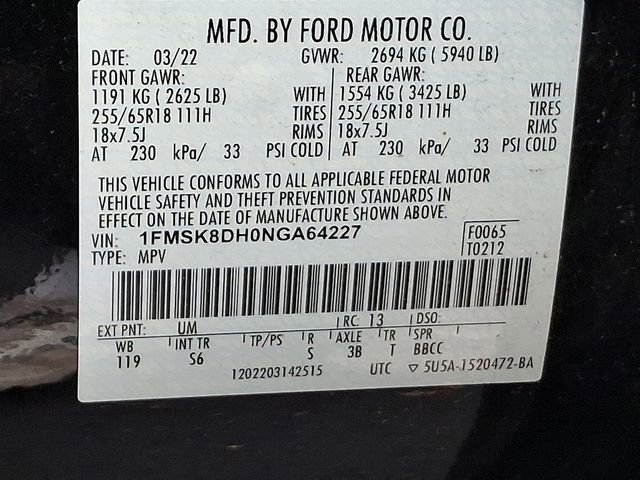 MFD. BY FORD MOTOR CO.
DATE: 03/22 GVWR: 2694 KG ( 5940 LB)
FRONT GAWR: REAR GAWR:
1191 KG ( 2625 LB) WITH 1554 KG ( 3425 LB) WITH
255/65R18 111H TIRES 255/65R18 111H TIRES
18x7.5J RIMS 18x7.5J RIMS
AT 230 kPa/ 33 PSI COLD AT 230 kPa/ 33 PSI COLD
THIS VEHICLE CONFORMS TO ALL APPLICABLE FEDERAL MOTOR
VEHICLE SAFETY AND THEFT PREVENTION STANDARDS IN
EFFECT ON THE DATE OF MANUFACTURE SHOWN ABOVE.
VIN: 1FMSK8DH0NGA64227 F0065
TYPE: MPV T0212
EXT PNT: UM RC: 13 DSO:
WB INT TR TP/PS R AXLE TR SPR
119 S6 S 3B T BBCC
1202203142515 UTC ▽ 5U5A-1520472-BA